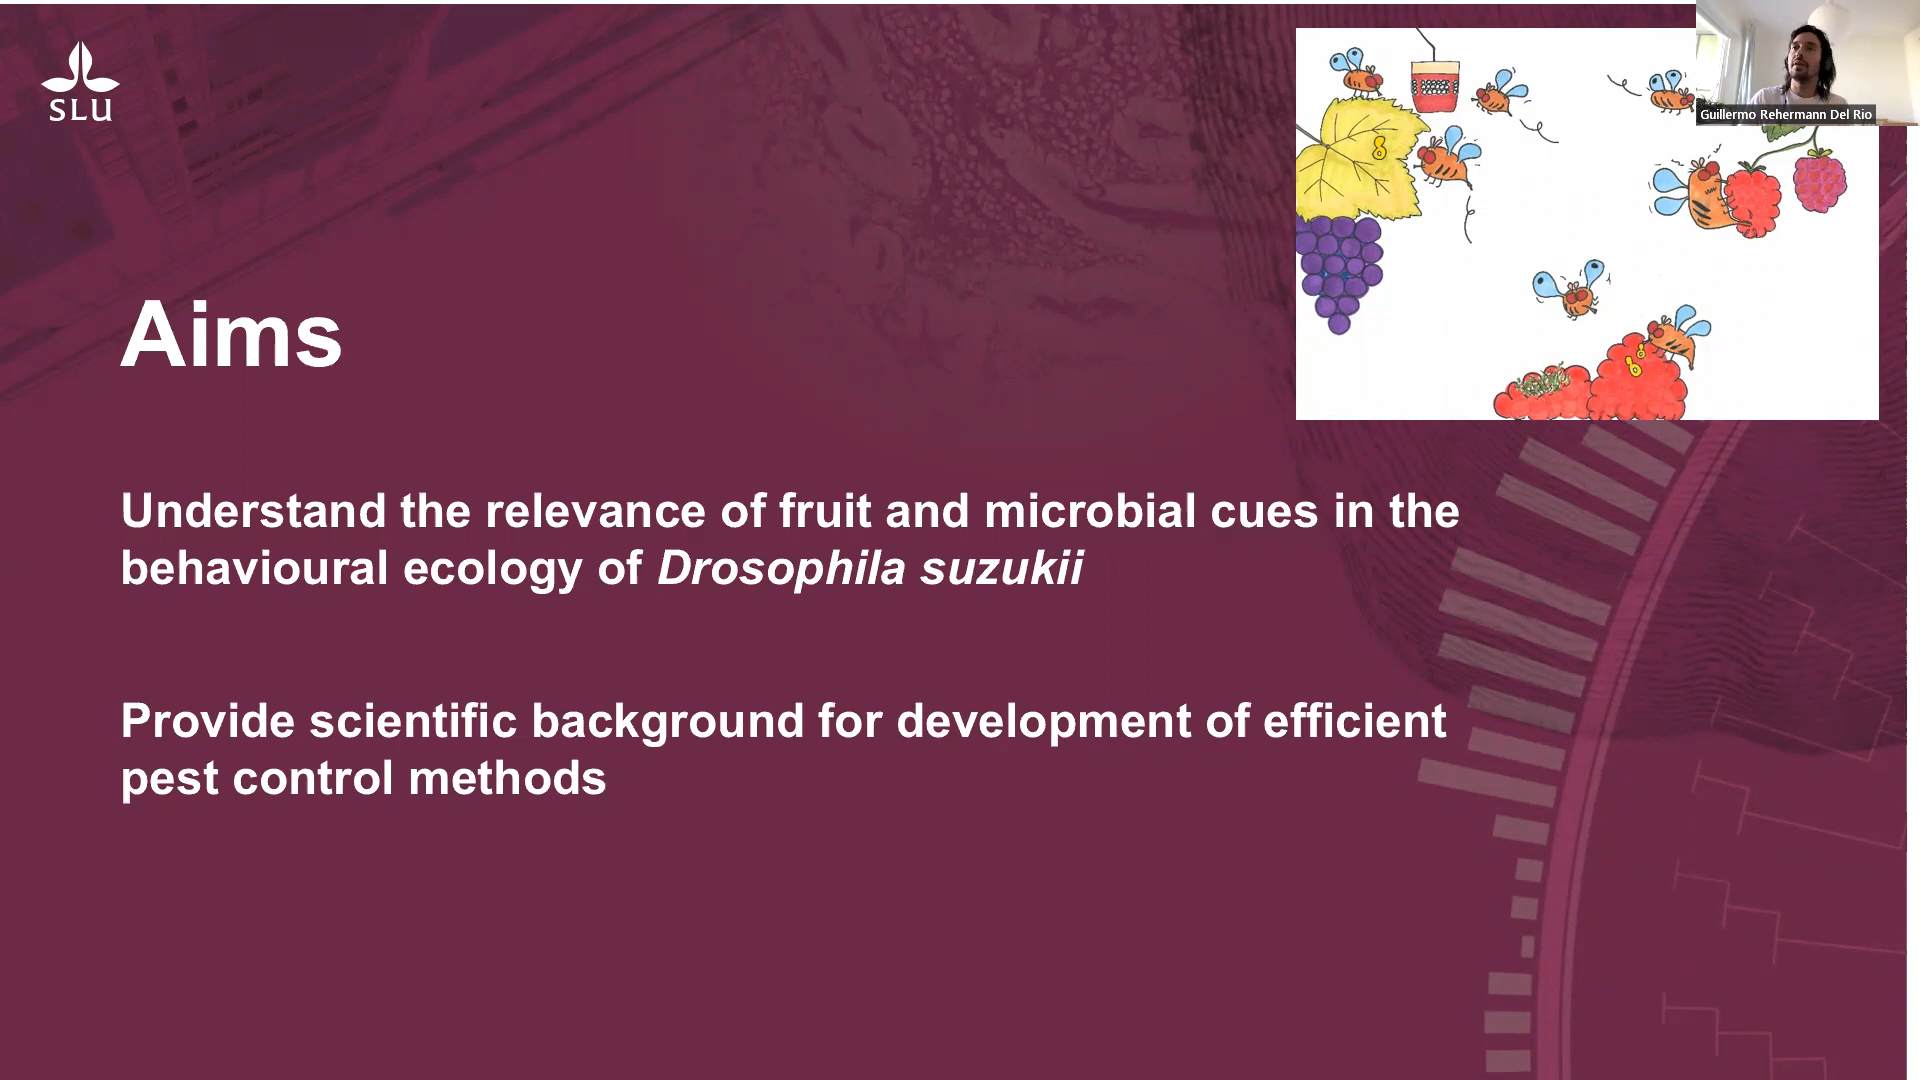 SLU
Guillermo Rehermann Del Rio
Aims
Understand the relevance of fruit and microbial cues in the
behavioural ecology of Drosophila suzukii
Provide scientific background for development of efficient
pest control methods